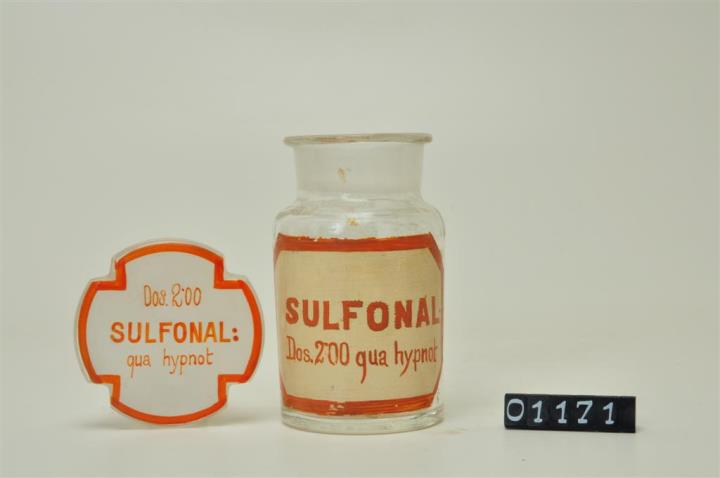 Dos. 2'00
SULFONAL:
qua hypnot
SULFONAL
Dos. 2'00 qua hypnot
01171